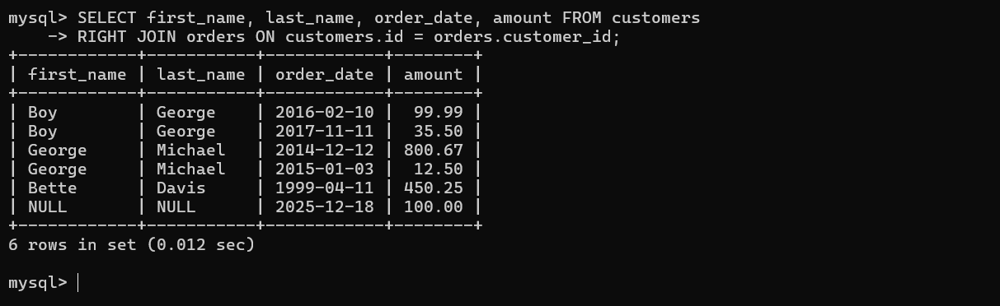 mysql> SELECT first_name, last_name, order_date, amount FROM customers
    -> RIGHT JOIN orders ON customers.id = orders.customer_id;
+------------+-----------+------------+--------+
| first_name | last_name | order_date | amount |
+------------+-----------+------------+--------+
| Boy        | George    | 2016-02-10 |  99.99 |
| Boy        | George    | 2017-11-11 |  35.50 |
| George     | Michael   | 2014-12-12 | 800.67 |
| George     | Michael   | 2015-01-03 |  12.50 |
| Bette      | Davis     | 1999-04-11 | 450.25 |
| NULL       | NULL      | 2025-12-18 | 100.00 |
+------------+-----------+------------+--------+
6 rows in set (0.012 sec)

mysql>